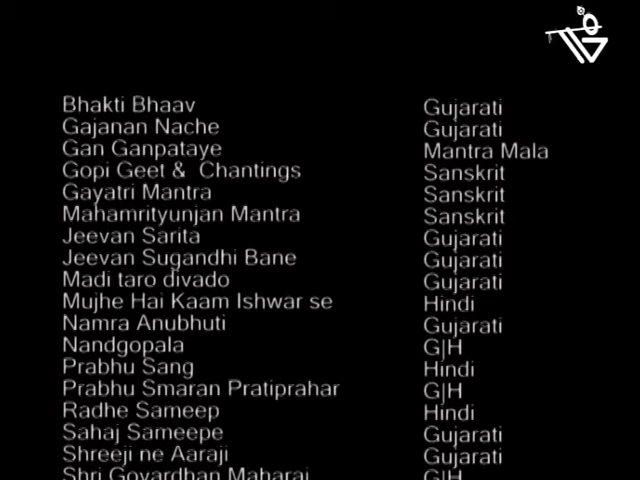 Bhakti Bhaav Gujarati
Gajanan Nache Gujarati
Gan Ganpataye Mantra Mala
Gopi Geet & Chantings Sanskrit
Gayatri Mantra Sanskrit
Mahamrityunjan Mantra Sanskrit
Jeevan Sarita Gujarati
Jeevan Sugandhi Bane Gujarati
Madi taro divado Gujarati
Mujhe Hai Kaam Ishwar se Hindi
Namra Anubhuti Gujarati
Nandgopala G|H
Prabhu Sang Hindi
Prabhu Smaran Pratiprahar G|H
Radhe Sameep Hindi
Sahaj Sameepe Gujarati
Shreeji ne Aaraji Gujarati
Shri Govardhan Maharaj G|H